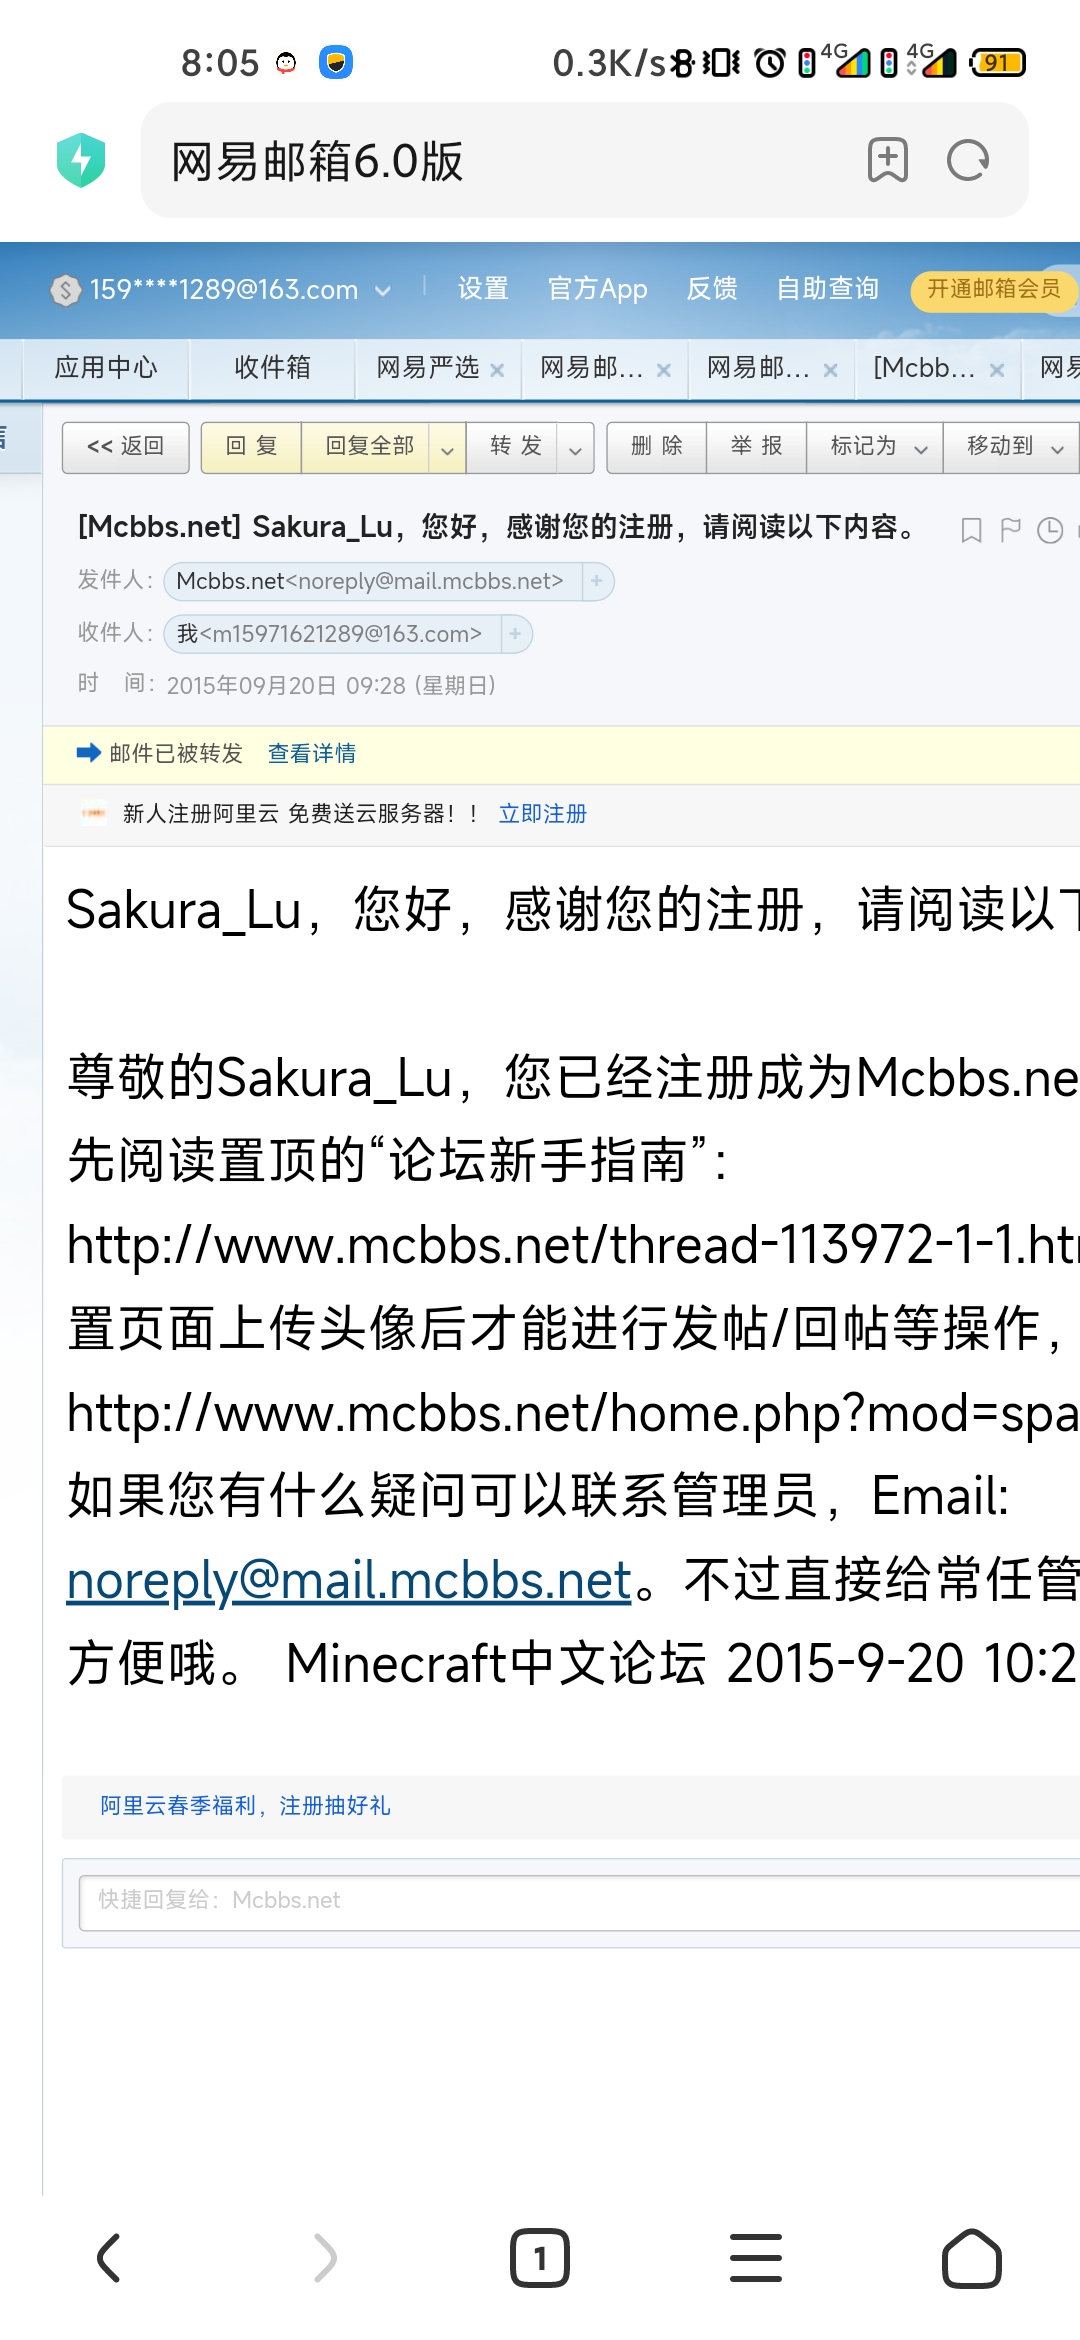 8:05 0.3K/s 4G 4G 91
网易邮箱6.0版
159****1289@163.com 设置 官方App 反馈 自助查询 开通邮箱会员
应用中心 收件箱 网易严选 网易邮... 网易邮... [Mcbb... 网易
<< 返回 回 复 回复全部 转 发 删 除 举 报 标记为 移动到
[Mcbbs.net] Sakura_Lu，您好，感谢您的注册，请阅读以下内容。
发件人：Mcbbs.net<noreply@mail.mcbbs.net> +
收件人：我<m15971621289@163.com> +
时 间：2015年09月20日 09:28 (星期日)
邮件已被转发 查看详情
新人注册阿里云 免费送云服务器！！ 立即注册
Sakura_Lu，您好，感谢您的注册，请阅读以下
尊敬的Sakura_Lu，您已经注册成为Mcbbs.ne
先阅读置顶的“论坛新手指南”：
http://www.mcbbs.net/thread-113972-1-1.ht
置页面上传头像后才能进行发帖/回帖等操作，
http://www.mcbbs.net/home.php?mod=spa
如果您有什么疑问可以联系管理员，Email:
noreply@mail.mcbbs.net。不过直接给常任管
方便哦。 Minecraft中文论坛 2015-9-20 10:2
阿里云春季福利，注册抽好礼
快捷回复给：Mcbbs.net
1